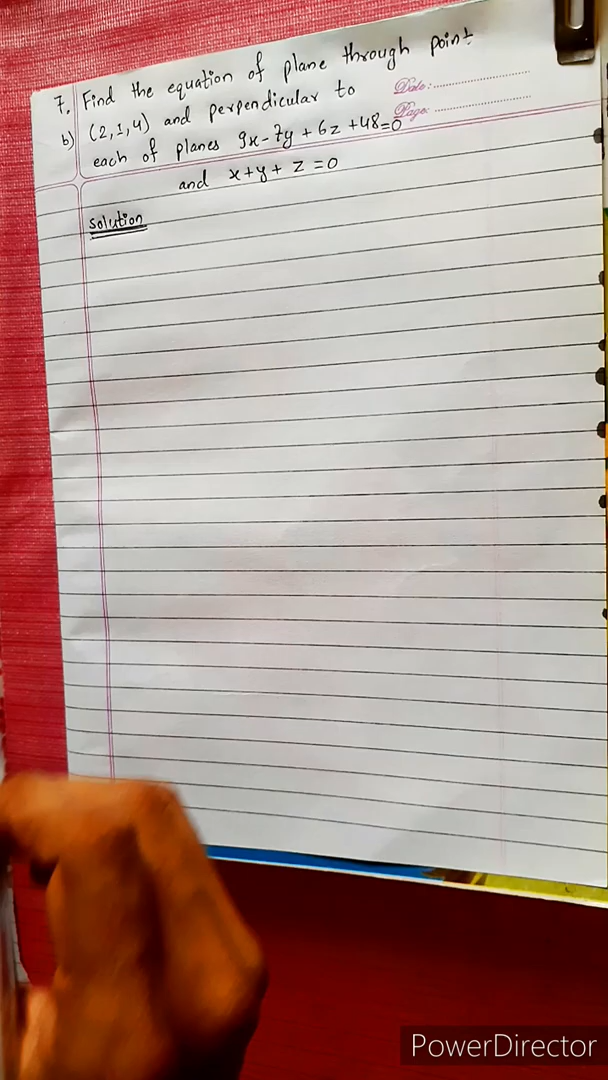 7. Find the equation of plane through point
b) (2,1,4) and perpendicular to
Date:
each of planes 9x-7y+6z+48=0
Page:
and x+y+z=0
solution
PowerDirector